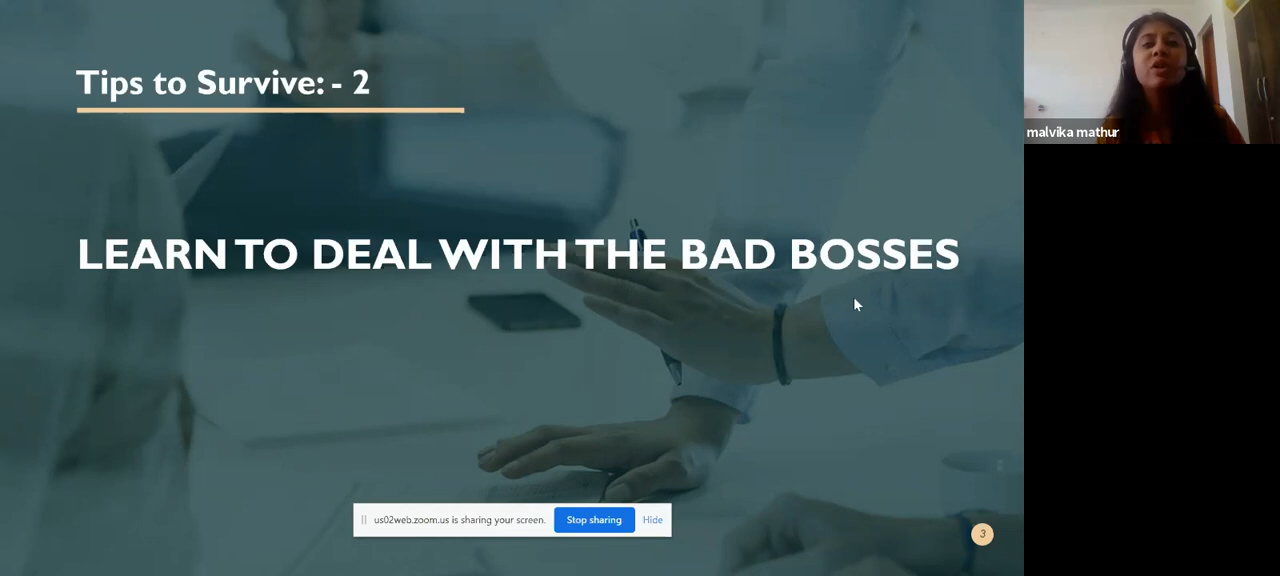 Tips to Survive: - 2
malvika mathur
LEARN TO DEAL WITH THE BAD BOSSES
us02web.zoom.us is sharing your screen. Stop sharing Hide
3